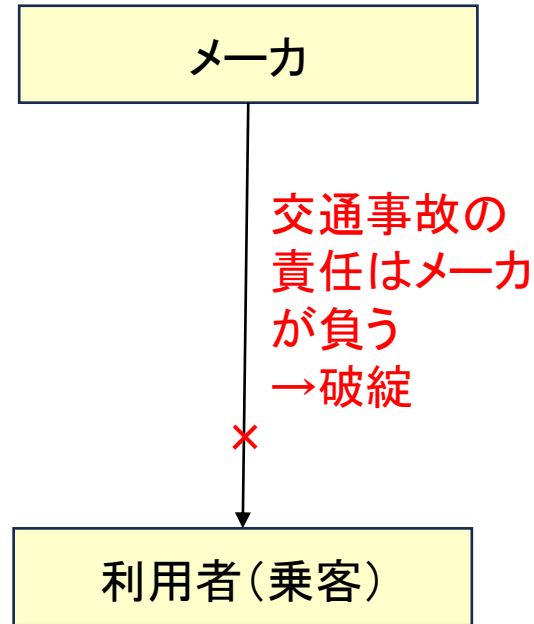 メーカ
交通事故の
責任はメーカ
が負う
→破綻
×
利用者（乗客）